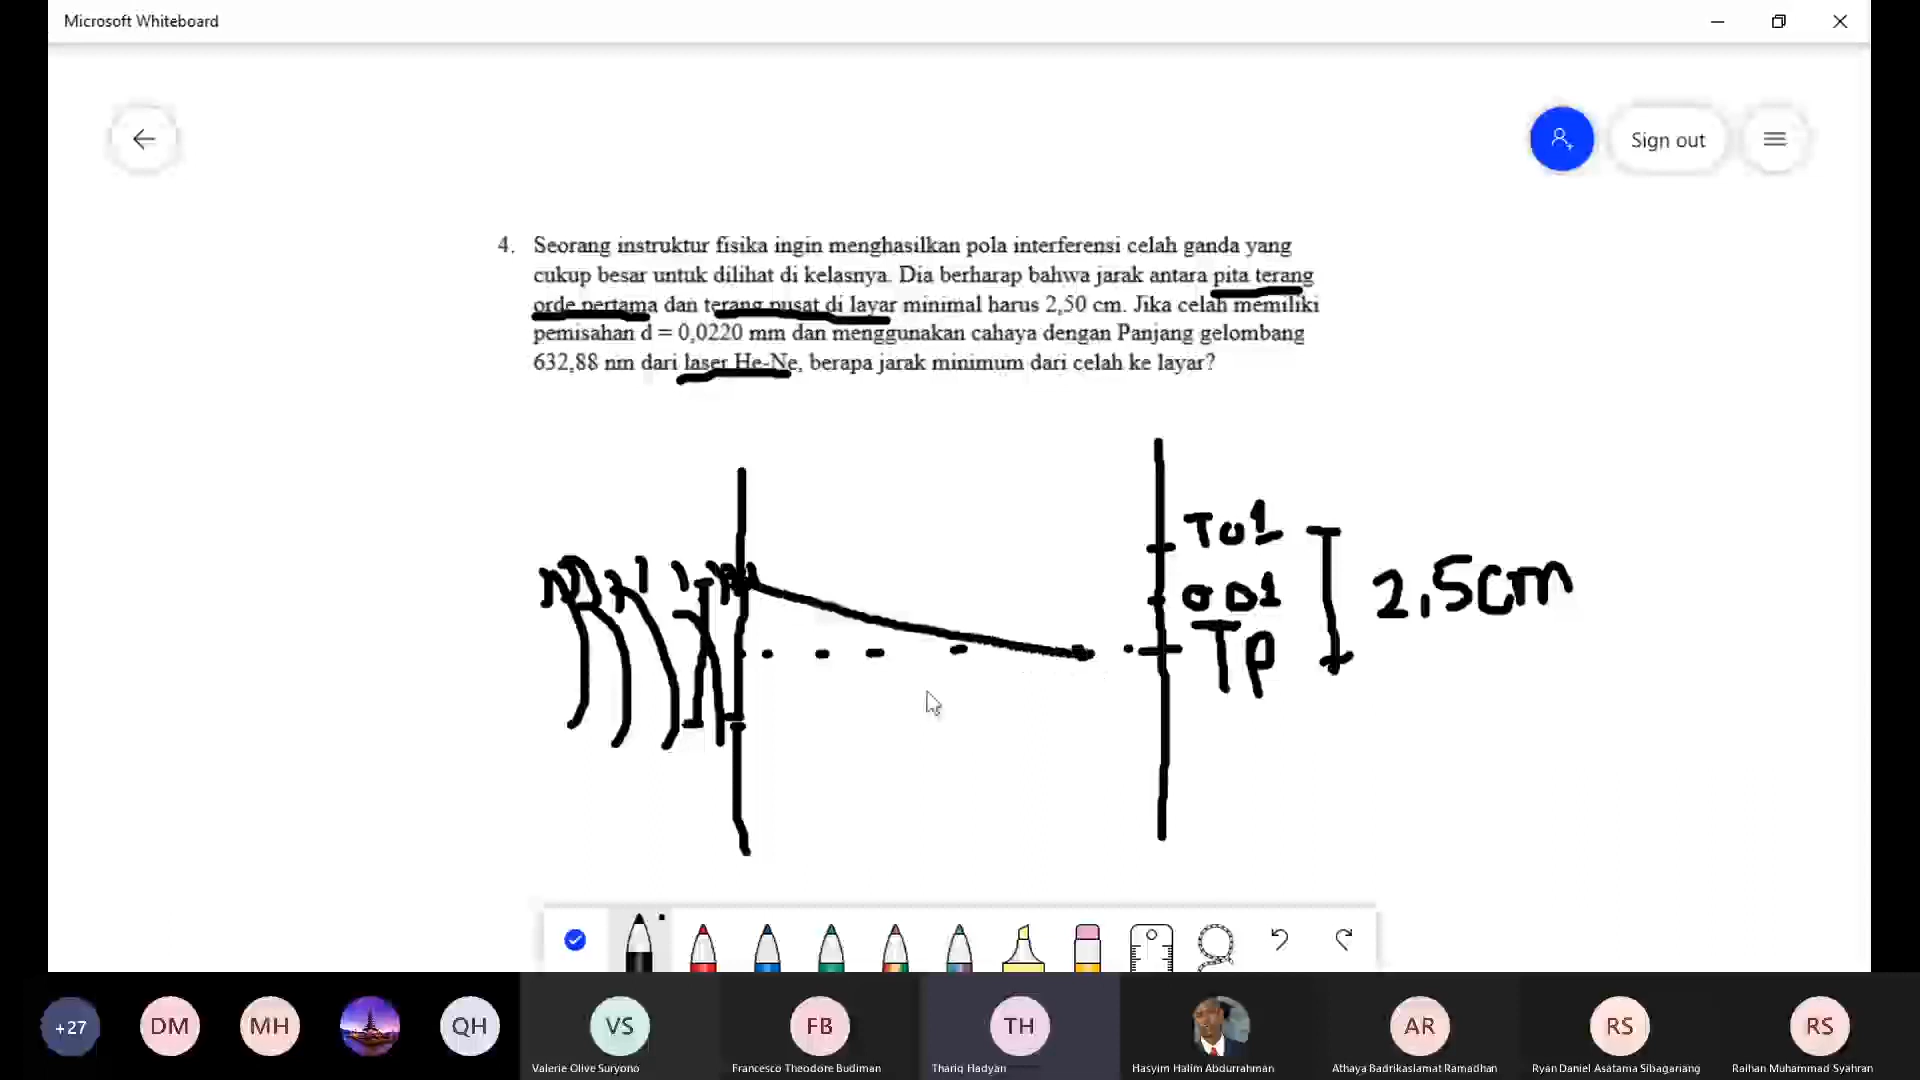 Microsoft Whiteboard
Sign out
4. Seorang instruktur fisika ingin menghasilkan pola interferensi celah ganda yang
cukup besar untuk dilihat di kelasnya. Dia berharap bahwa jarak antara pita terang
orde pertama dan terang pusat di layar minimal harus 2,50 cm. Jika celah memiliki
pemisahan d = 0,0220 mm dan menggunakan cahaya dengan Panjang gelombang
632,88 nm dari laser He-Ne, berapa jarak minimum dari celah ke layar?
TO1
GD1
TP
2,5cm
+27
DM
MH
QH
VS
FB
TH
AR
RS
RS
Valerie Olive Suryono
Francesco Theodore Budiman
Thariq Hadyan
Hasyim Halim Abdurrahman
Athaya Badrikaslamat Ramadhan
Ryan Daniel Asatama Sibagariang
Raihan Muhammad Syahran